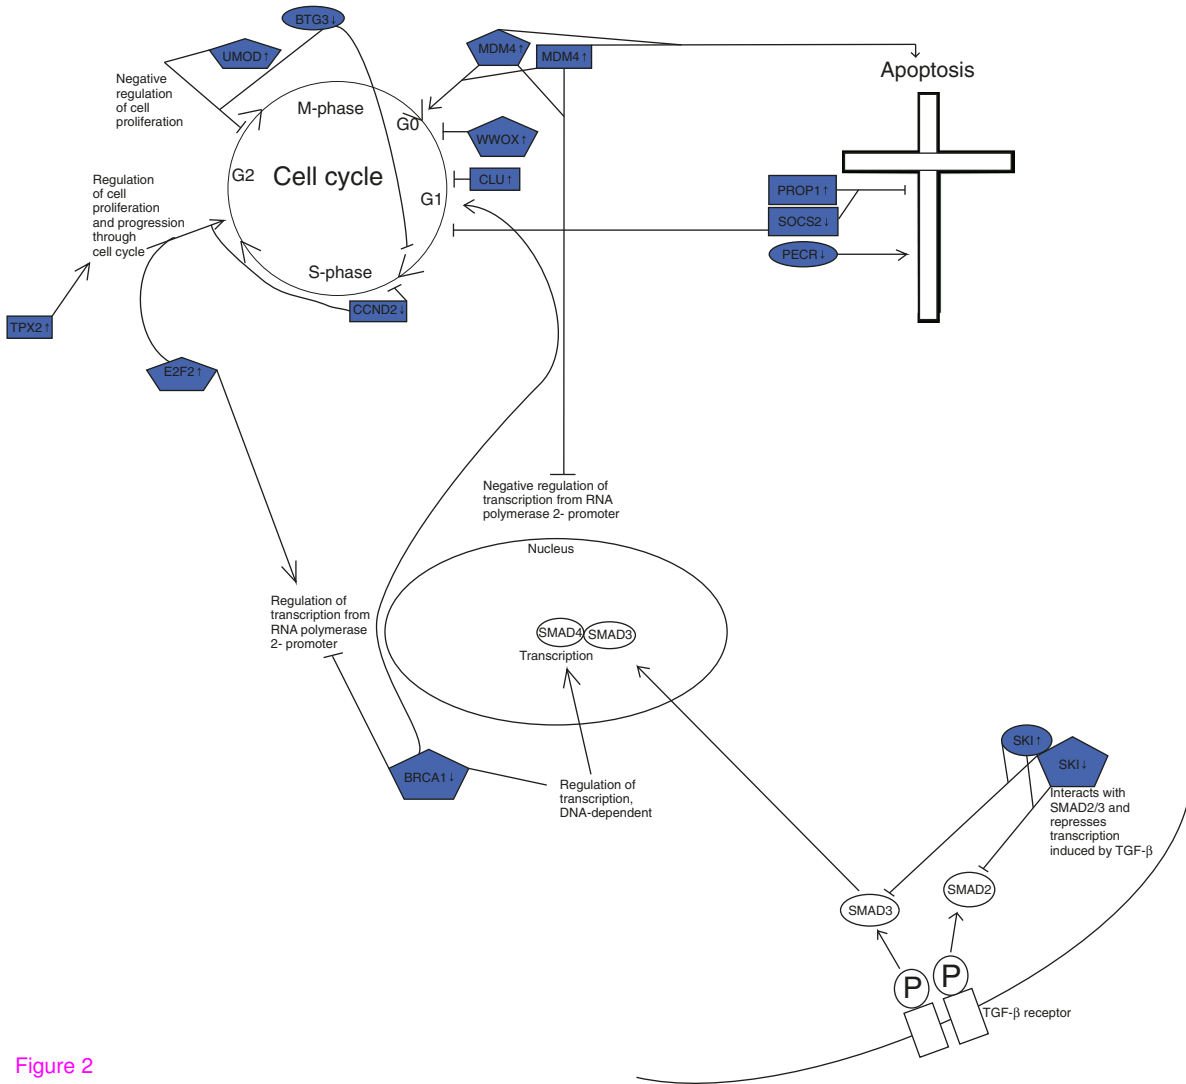 BTG3↓
UMOD↑
MDM4↑
MDM4↑
Apoptosis
Negative
regulation
of cell
proliferation
M-phase
G0
WWOX↑
Cell cycle
G2
G1
CLU↑
PROP1↑
SOCS2↓
PECR↓
Regulation
of cell
proliferation
and progression
through
cell cycle
S-phase
CCND2↓
TPX2↑
E2F2↑
Negative regulation of
transcription from RNA
polymerase 2- promoter
Nucleus
Regulation of
transcription from
RNA polymerase
2- promoter
SMAD4
SMAD3
Transcription
BRCA1↓
Regulation of
transcription,
DNA-dependent
SKI↑
SKI↓
Interacts with
SMAD2/3 and
represses
transcription
induced by TGF-β
SMAD2
SMAD3
P
P
TGF-β receptor
Figure 2